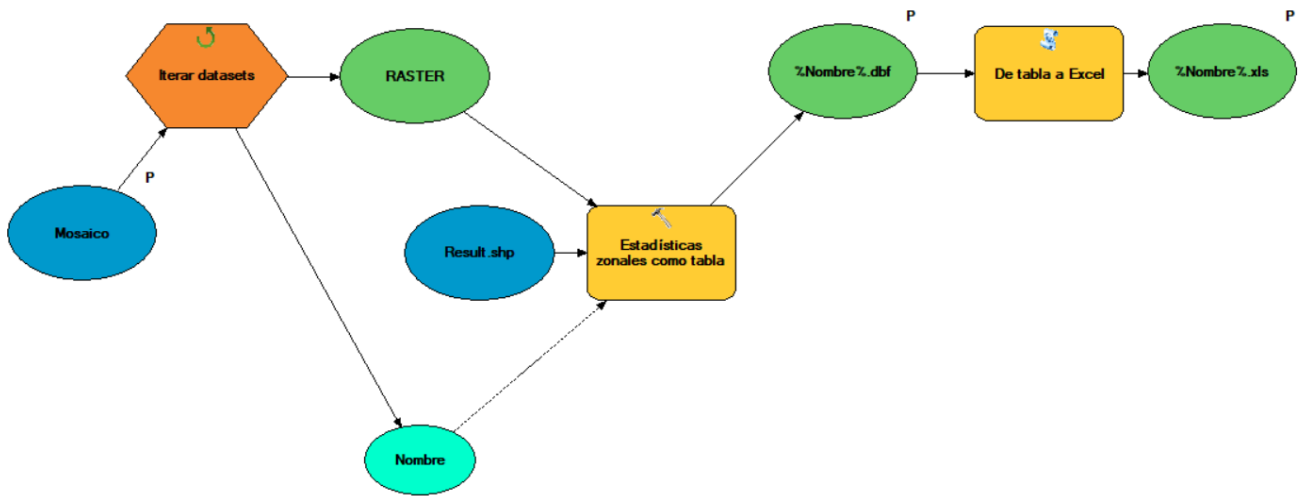 P
P
Iterar datasets
RASTER
%Nombre%.dbf
De tabla a Excel
%Nombre%.xls
P
Mosaico
Result.shp
Estadísticas
zonales como tabla
Nombre